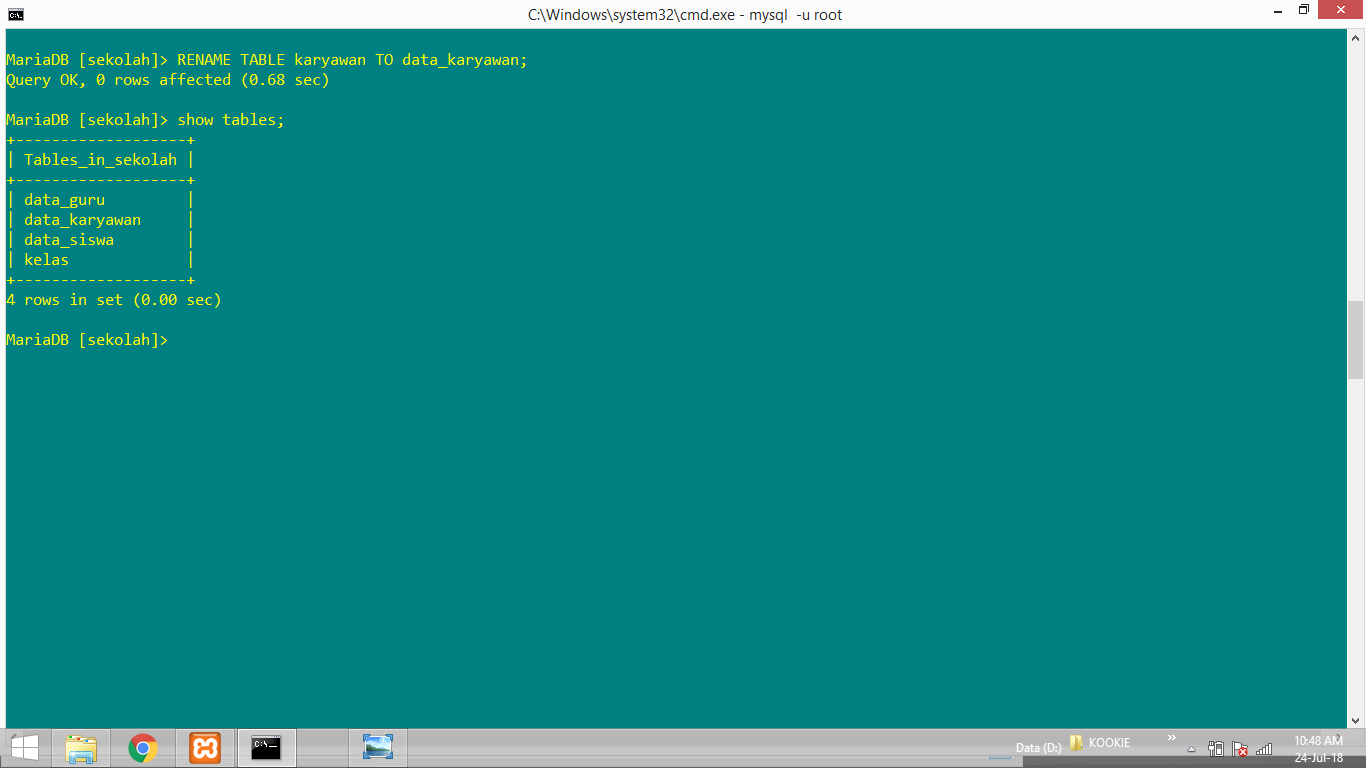 C:\Windows\system32\cmd.exe - mysql  -u root
MariaDB [sekolah]> RENAME TABLE karyawan TO data_karyawan;
Query OK, 0 rows affected (0.68 sec)
MariaDB [sekolah]> show tables;
+-------------------+
| Tables_in_sekolah |
+-------------------+
| data_guru         |
| data_karyawan     |
| data_siswa        |
| kelas             |
+-------------------+
4 rows in set (0.00 sec)
MariaDB [sekolah]>
Data (D:) KOOKIE
10:48 AM
24-Jul-18